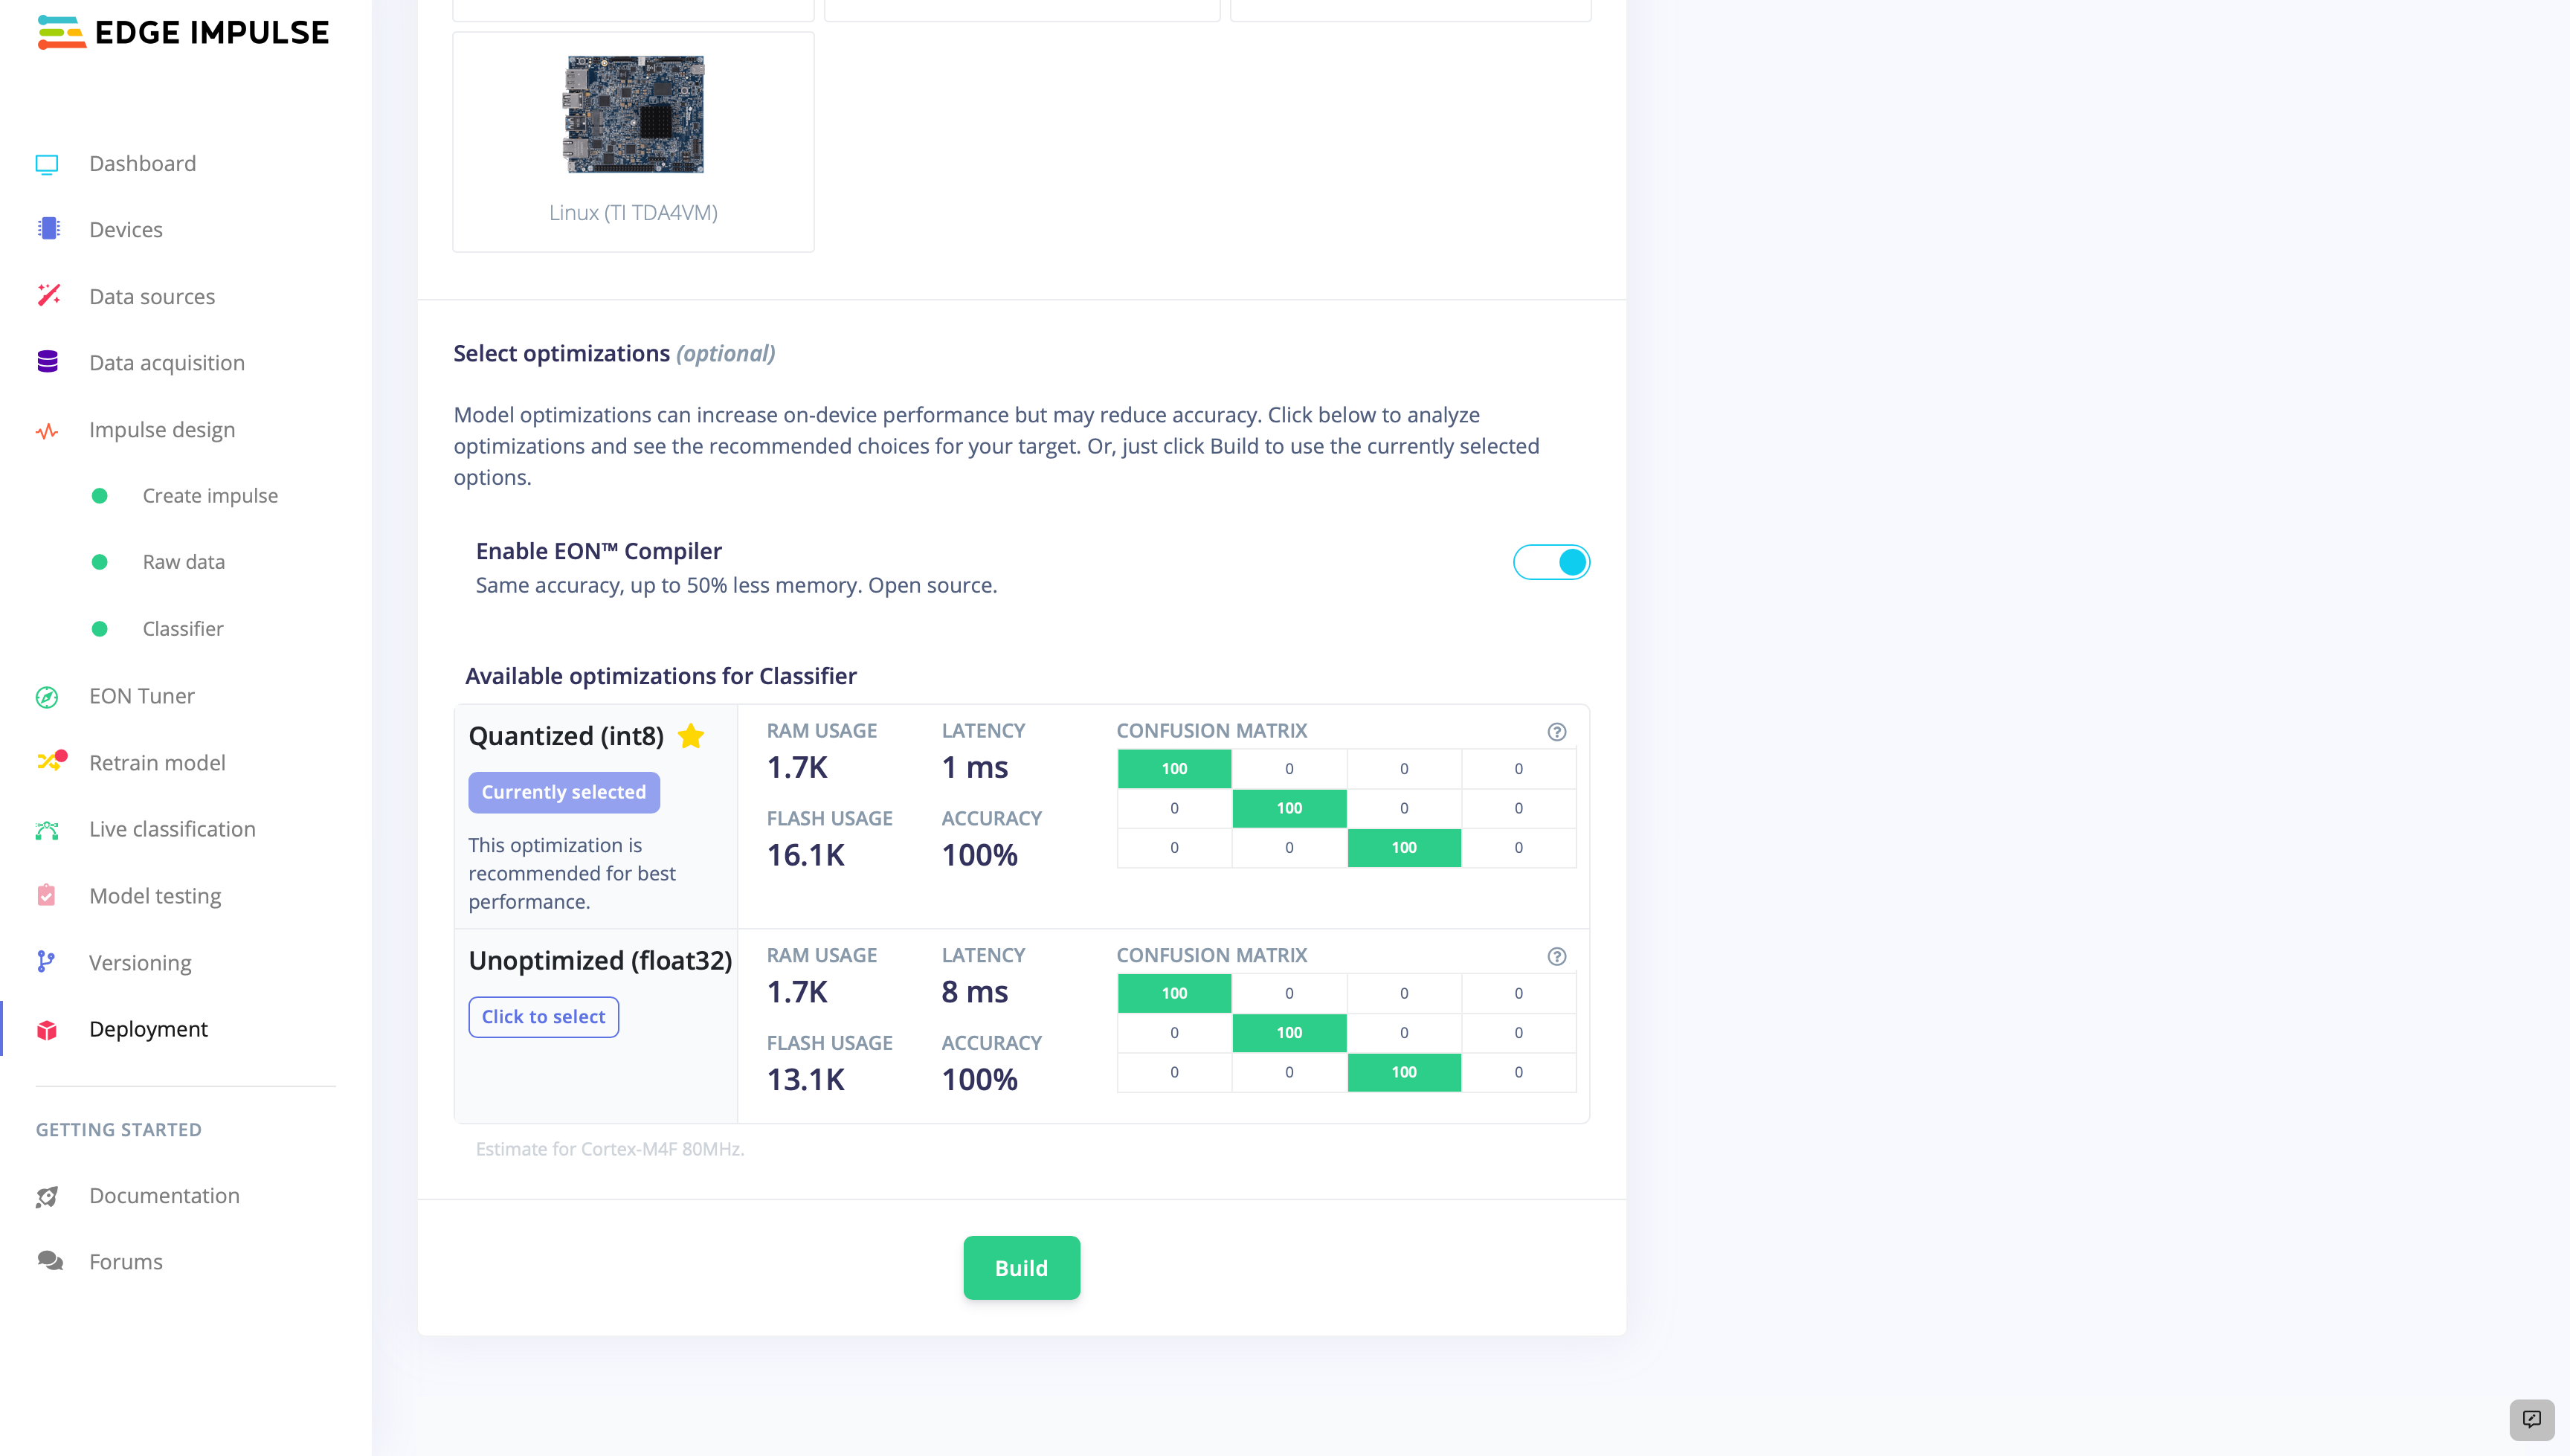 EDGE IMPULSE
Dashboard
Devices
Data sources
Data acquisition
Impulse design
Create impulse
Raw data
Classifier
EON Tuner
Retrain model
Live classification
Model testing
Versioning
Deployment
GETTING STARTED
Documentation
Forums
Linux (TI TDA4VM)
Select optimizations (optional)
Model optimizations can increase on-device performance but may reduce accuracy. Click below to analyze
optimizations and see the recommended choices for your target. Or, just click Build to use the currently selected
options.
Enable EON™ Compiler
Same accuracy, up to 50% less memory. Open source.
Available optimizations for Classifier
Quantized (int8)
Currently selected
This optimization is
recommended for best
performance.
RAM USAGE LATENCY CONFUSION MATRIX ?
1.7K 1 ms
FLASH USAGE ACCURACY
16.1K 100%
100 0 0 0
0 100 0 0
0 0 100 0
Unoptimized (float32)
Click to select
RAM USAGE LATENCY CONFUSION MATRIX ?
1.7K 8 ms
FLASH USAGE ACCURACY
13.1K 100%
100 0 0 0
0 100 0 0
0 0 100 0
Estimate for Cortex-M4F 80MHz.
Build